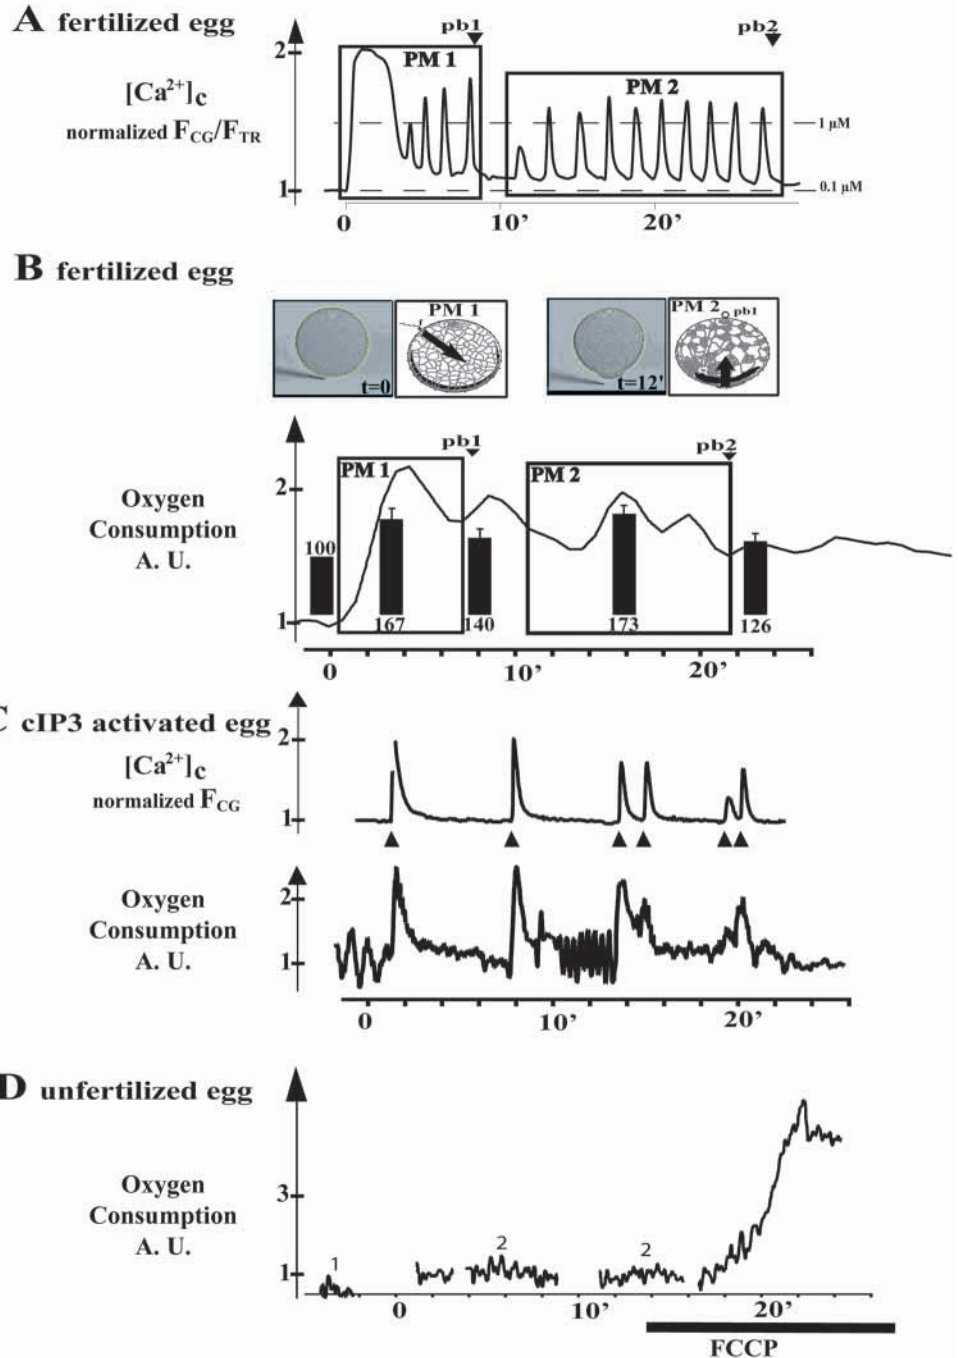 A fertilized egg
pb1
pb2
2
PM 1
PM 2
[Ca2+]c
normalized FCG/FTR
1 µM
1
0.1 µM
0
10’
20’
B fertilized egg
PM 1
PM 2
pb1
t=0
t=12'
pb1
pb2
PM 1
PM 2
2
Oxygen
Consumption
A. U.
100
1
167
140
173
126
0
10’
20’
C cIP3 activated egg
2
[Ca2+]c
normalized FCG
1
Oxygen
Consumption
A. U.
2
1
0
10’
20’
D unfertilized egg
Oxygen
Consumption
A. U.
3
1
1
2
2
0
10’
20’
FCCP